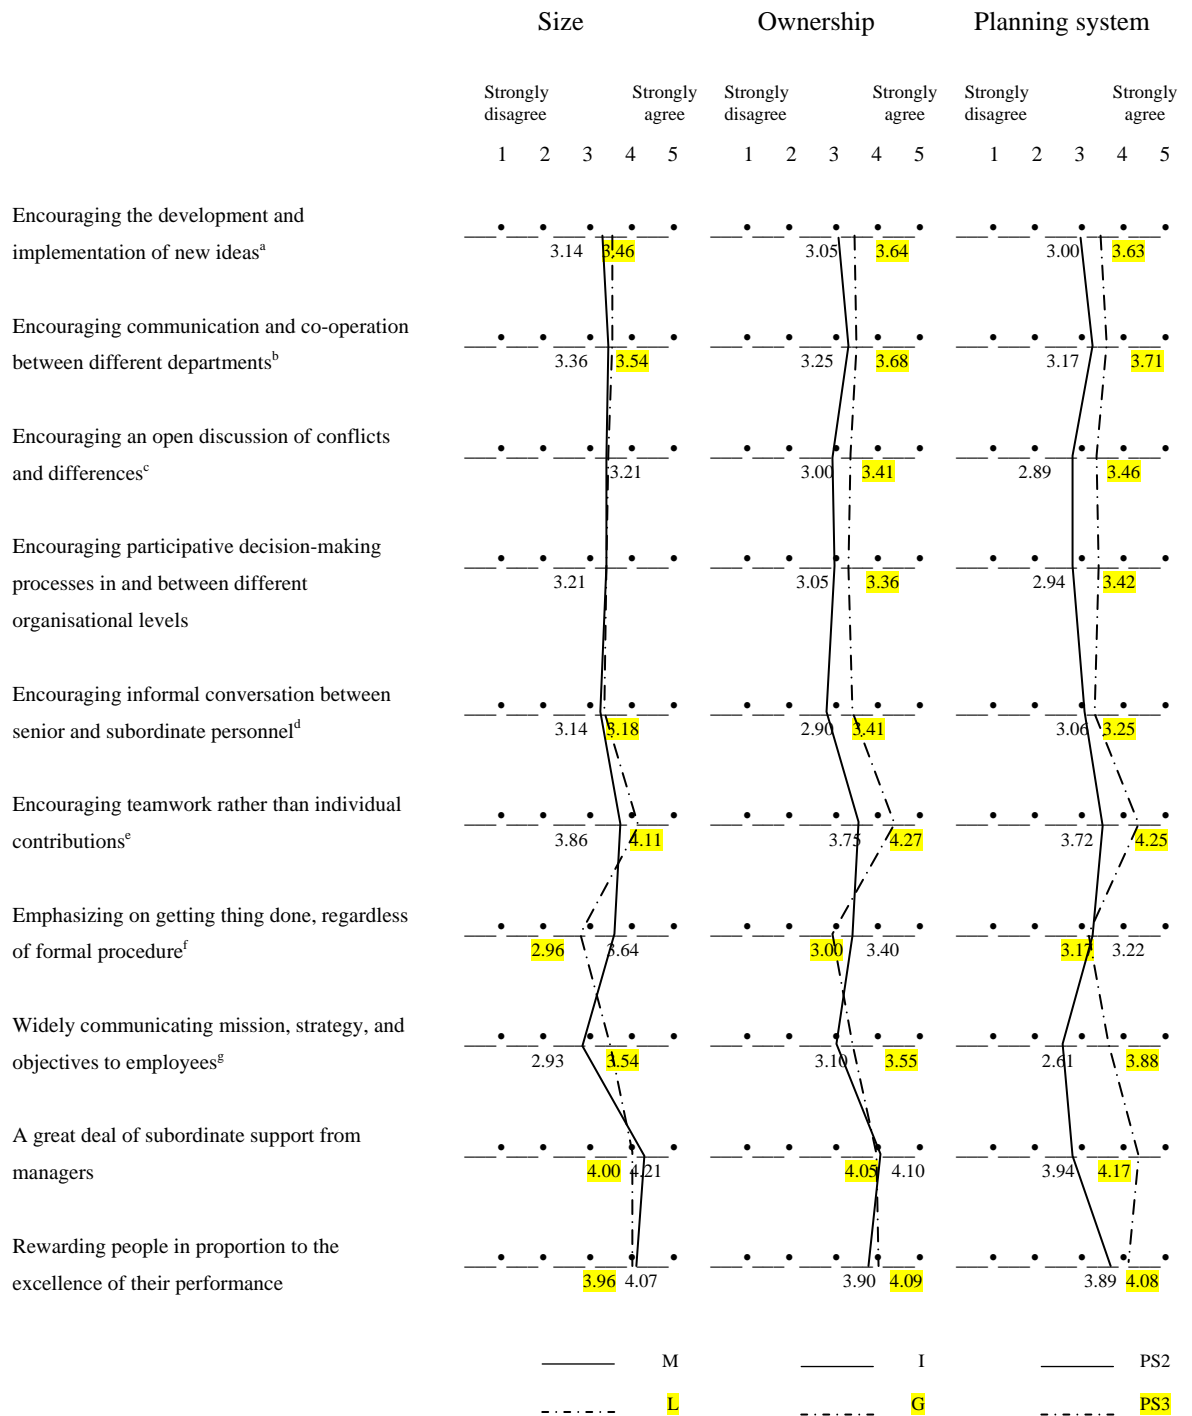 Size Ownership Planning system
Strongly disagree Strongly agree Strongly disagree Strongly agree Strongly disagree Strongly agree
1 2 3 4 5 1 2 3 4 5 1 2 3 4 5
Encouraging the development and
implementation of new ideasᵃ 3.14 3.46 3.05 3.64 3.00 3.63
Encouraging communication and co-operation
between different departmentsᵇ 3.36 3.54 3.25 3.68 3.17 3.71
Encouraging an open discussion of conflicts
and differencesᶜ 3.21 3.00 3.41 2.89 3.46
Encouraging participative decision-making
processes in and between different 3.21 3.05 3.36 2.94 3.42
organisational levels
Encouraging informal conversation between
senior and subordinate personnelᵈ 3.14 3.18 2.90 3.41 3.06 3.25
Encouraging teamwork rather than individual
contributionsᵉ 3.86 4.11 3.75 4.27 3.72 4.25
Emphasizing on getting thing done, regardless
of formal procedureᶠ 2.96 3.64 3.00 3.40 3.17 3.22
Widely communicating mission, strategy, and
objectives to employeesᵍ 2.93 3.54 3.10 3.55 2.61 3.88
A great deal of subordinate support from
managers 4.00 4.21 4.05 4.10 3.94 4.17
Rewarding people in proportion to the
excellence of their performance 3.96 4.07 3.90 4.09 3.89 4.08
M I PS2
L G PS3